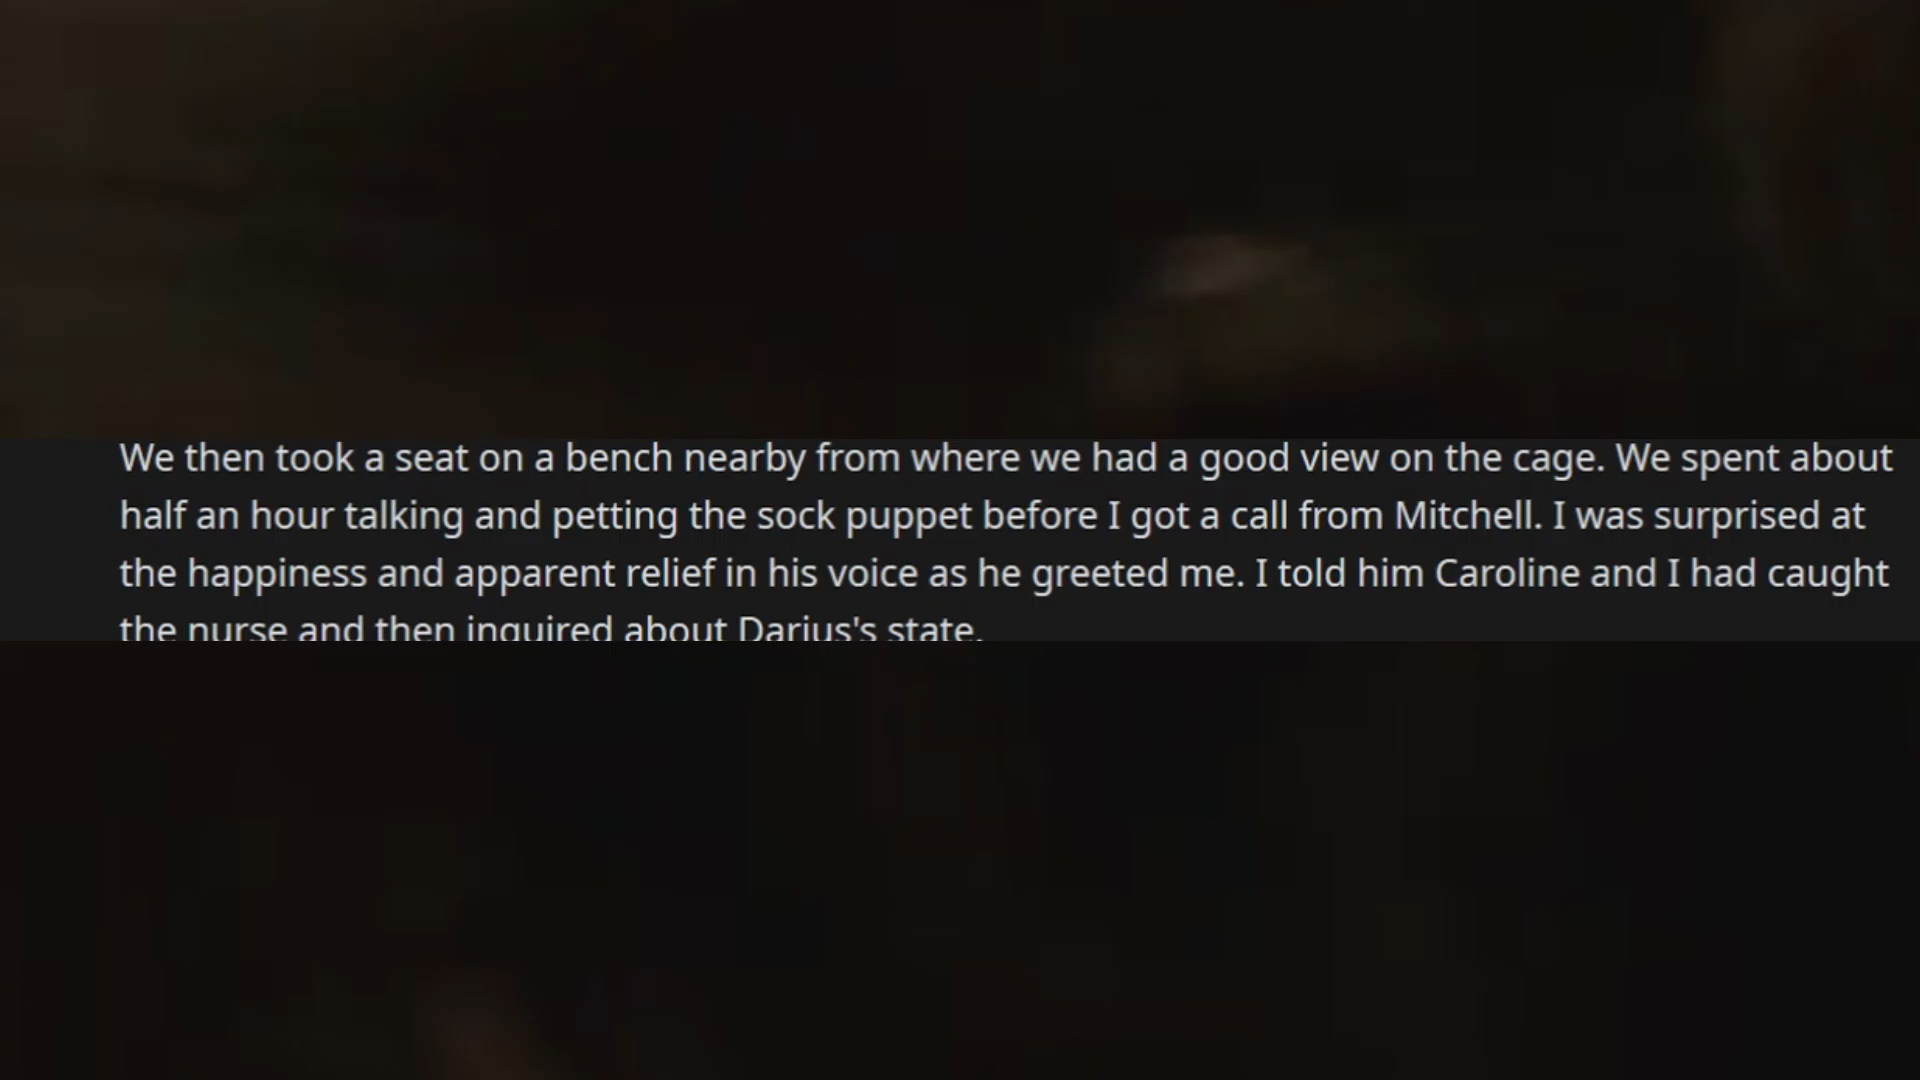 We then took a seat on a bench nearby from where we had a good view on the cage. We spent about
half an hour talking and petting the sock puppet before I got a call from Mitchell. I was surprised at
the happiness and apparent relief in his voice as he greeted me. I told him Caroline and I had caught
the nurse and then inquired about Darius's state.